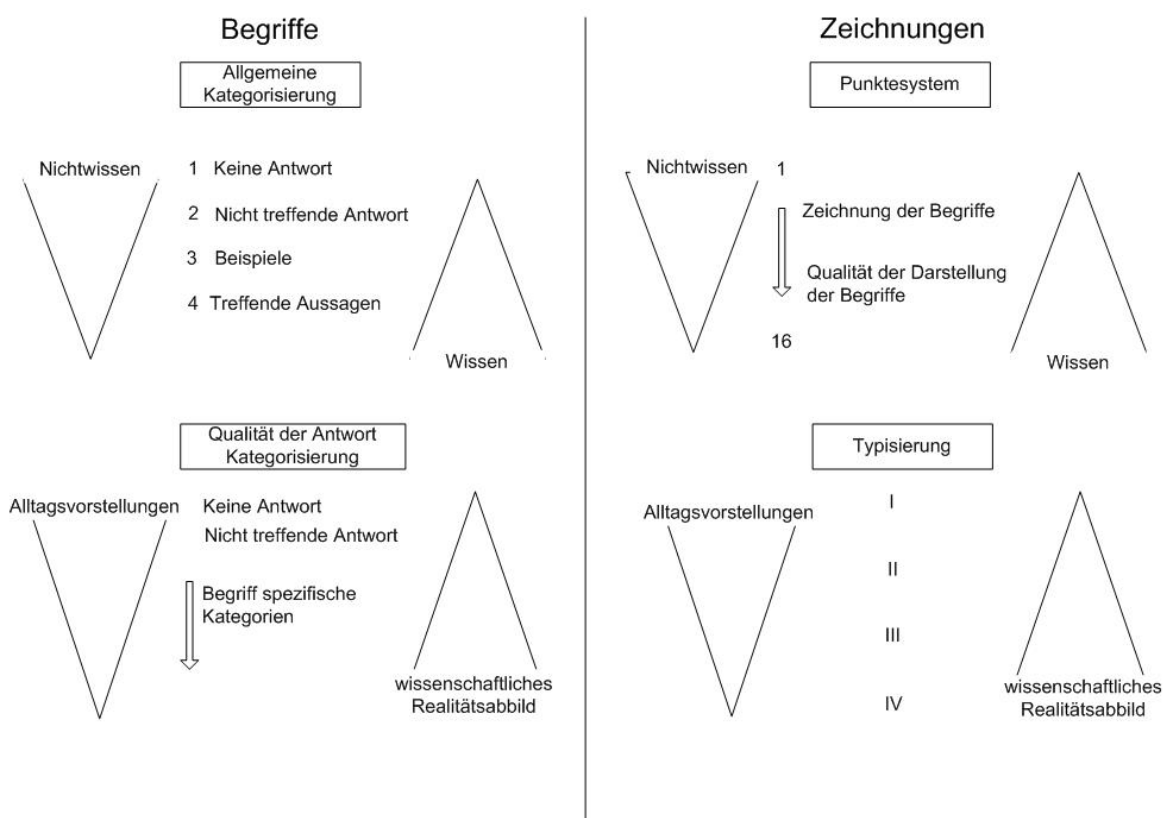 Begriffe
Allgemeine
Kategorisierung
Nichtwissen
1 Keine Antwort
2 Nicht treffende Antwort
3 Beispiele
4 Treffende Aussagen
Wissen
Qualität der Antwort
Kategorisierung
Alltagsvorstellungen
Keine Antwort
Nicht treffende Antwort
Begriff spezifische
Kategorien
wissenschaftliches
Realitätsabbild
Zeichnungen
Punktesystem
Nichtwissen
1
Zeichnung der Begriffe
Qualität der Darstellung
der Begriffe
16
Wissen
Typisierung
Alltagsvorstellungen
I
II
III
IV
wissenschaftliches
Realitätsabbild